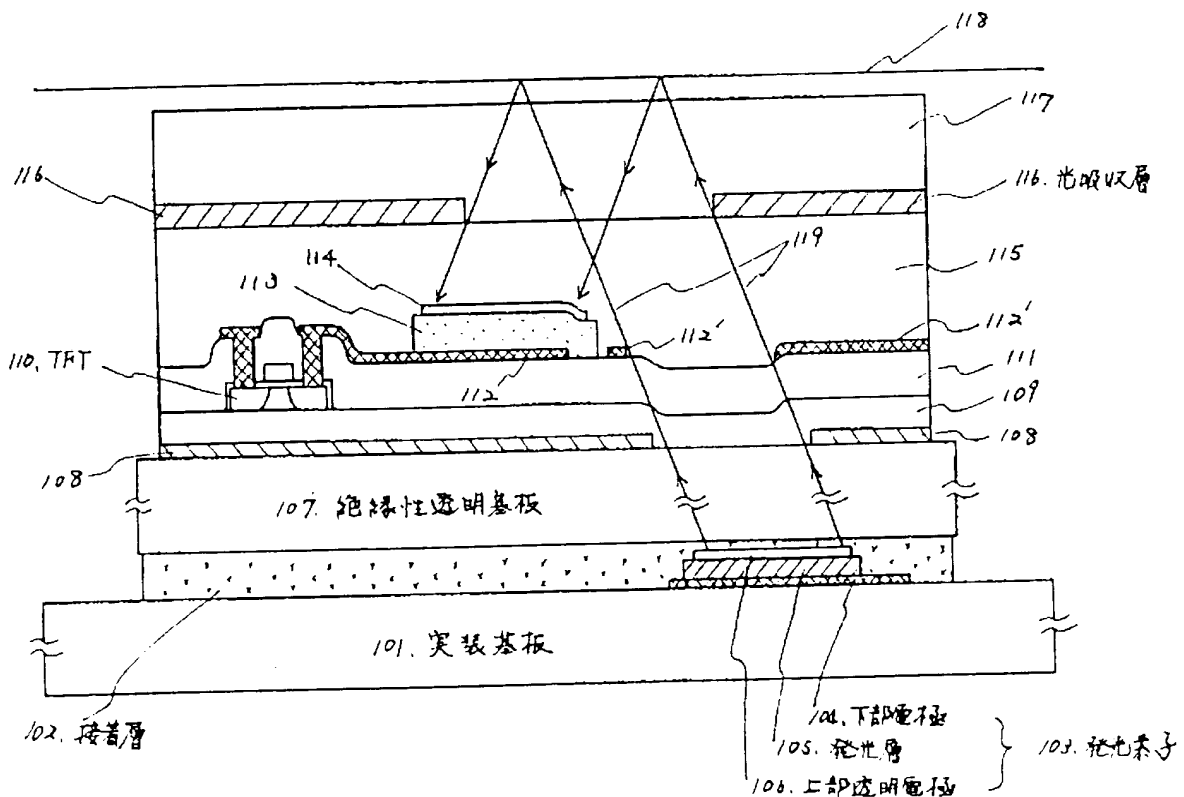 118
117
116
116. 光吸収層
119
114
115
113
112'
112'
110. TFT
112
111
109
108
108
107. 絶縁性透明基板
101. 実装基板
102. 接着層
104. 下部電極
105. 発光層
103. 発光素子
106. 上部透明電極